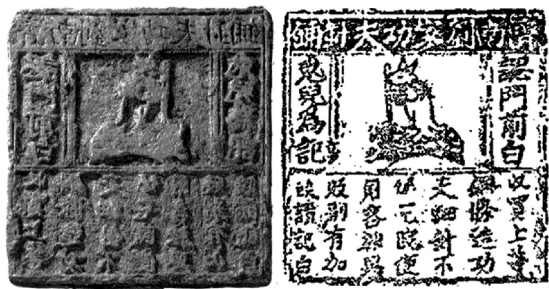 濟南劉家功夫針鋪
認門前白
兔兒為記
收買上等
鋼條造功
夫細針不
誤宅院使
用客轉為
販別有加
饒請記白